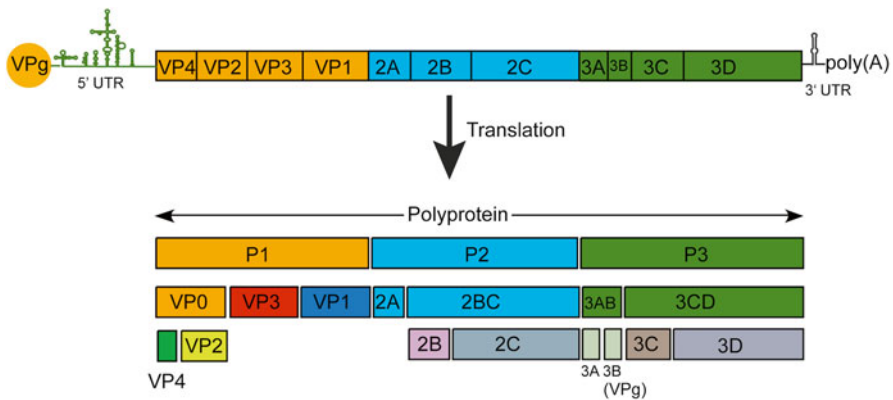 VPg
5' UTR
VP4 VP2 VP3 VP1 2A 2B 2C 3A 3B 3C 3D
poly(A)
3' UTR
Translation
Polyprotein
P1 P2 P3
VP0 VP3 VP1 2A 2BC 3AB 3CD
VP2 2B 2C 3C 3D
VP4 3A 3B
(VPg)